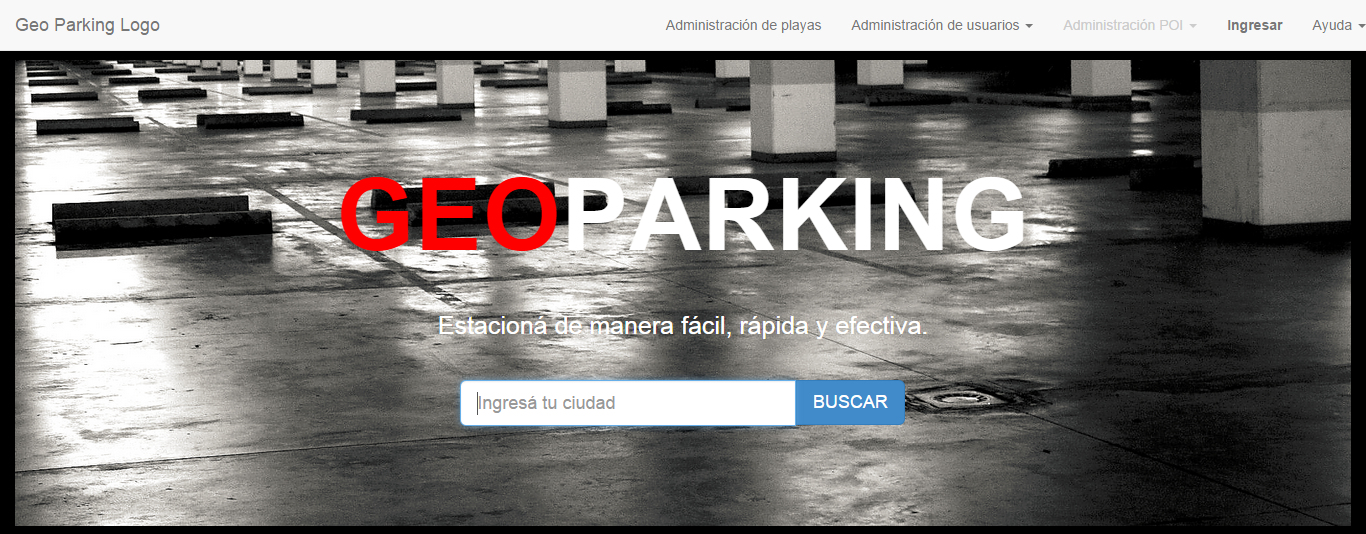 Geo Parking Logo Administración de playas Administración de usuarios Administración POI Ingresar Ayuda
GEOPARKING
Estacioná de manera fácil, rápida y efectiva.
Ingresá tu ciudad BUSCAR